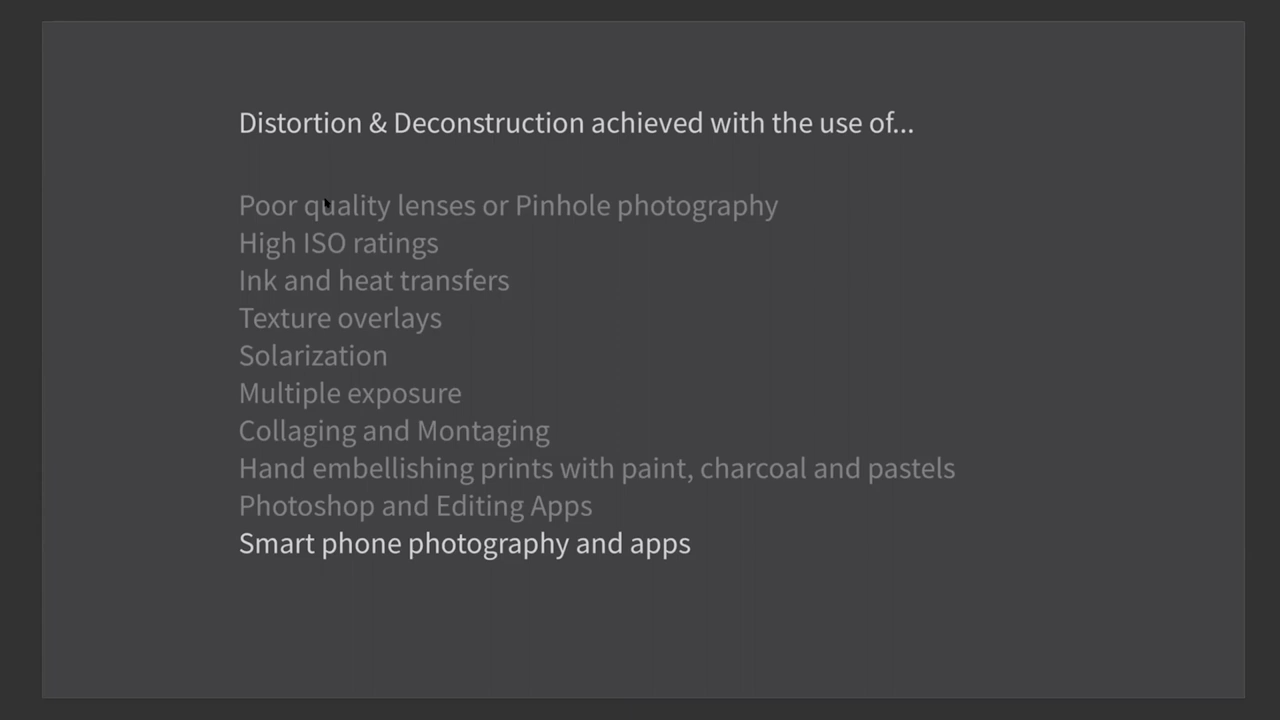 Distortion & Deconstruction achieved with the use of...
Poor quality lenses or Pinhole photography
High ISO ratings
Ink and heat transfers
Texture overlays
Solarization
Multiple exposure
Collaging and Montaging
Hand embellishing prints with paint, charcoal and pastels
Photoshop and Editing Apps
Smart phone photography and apps